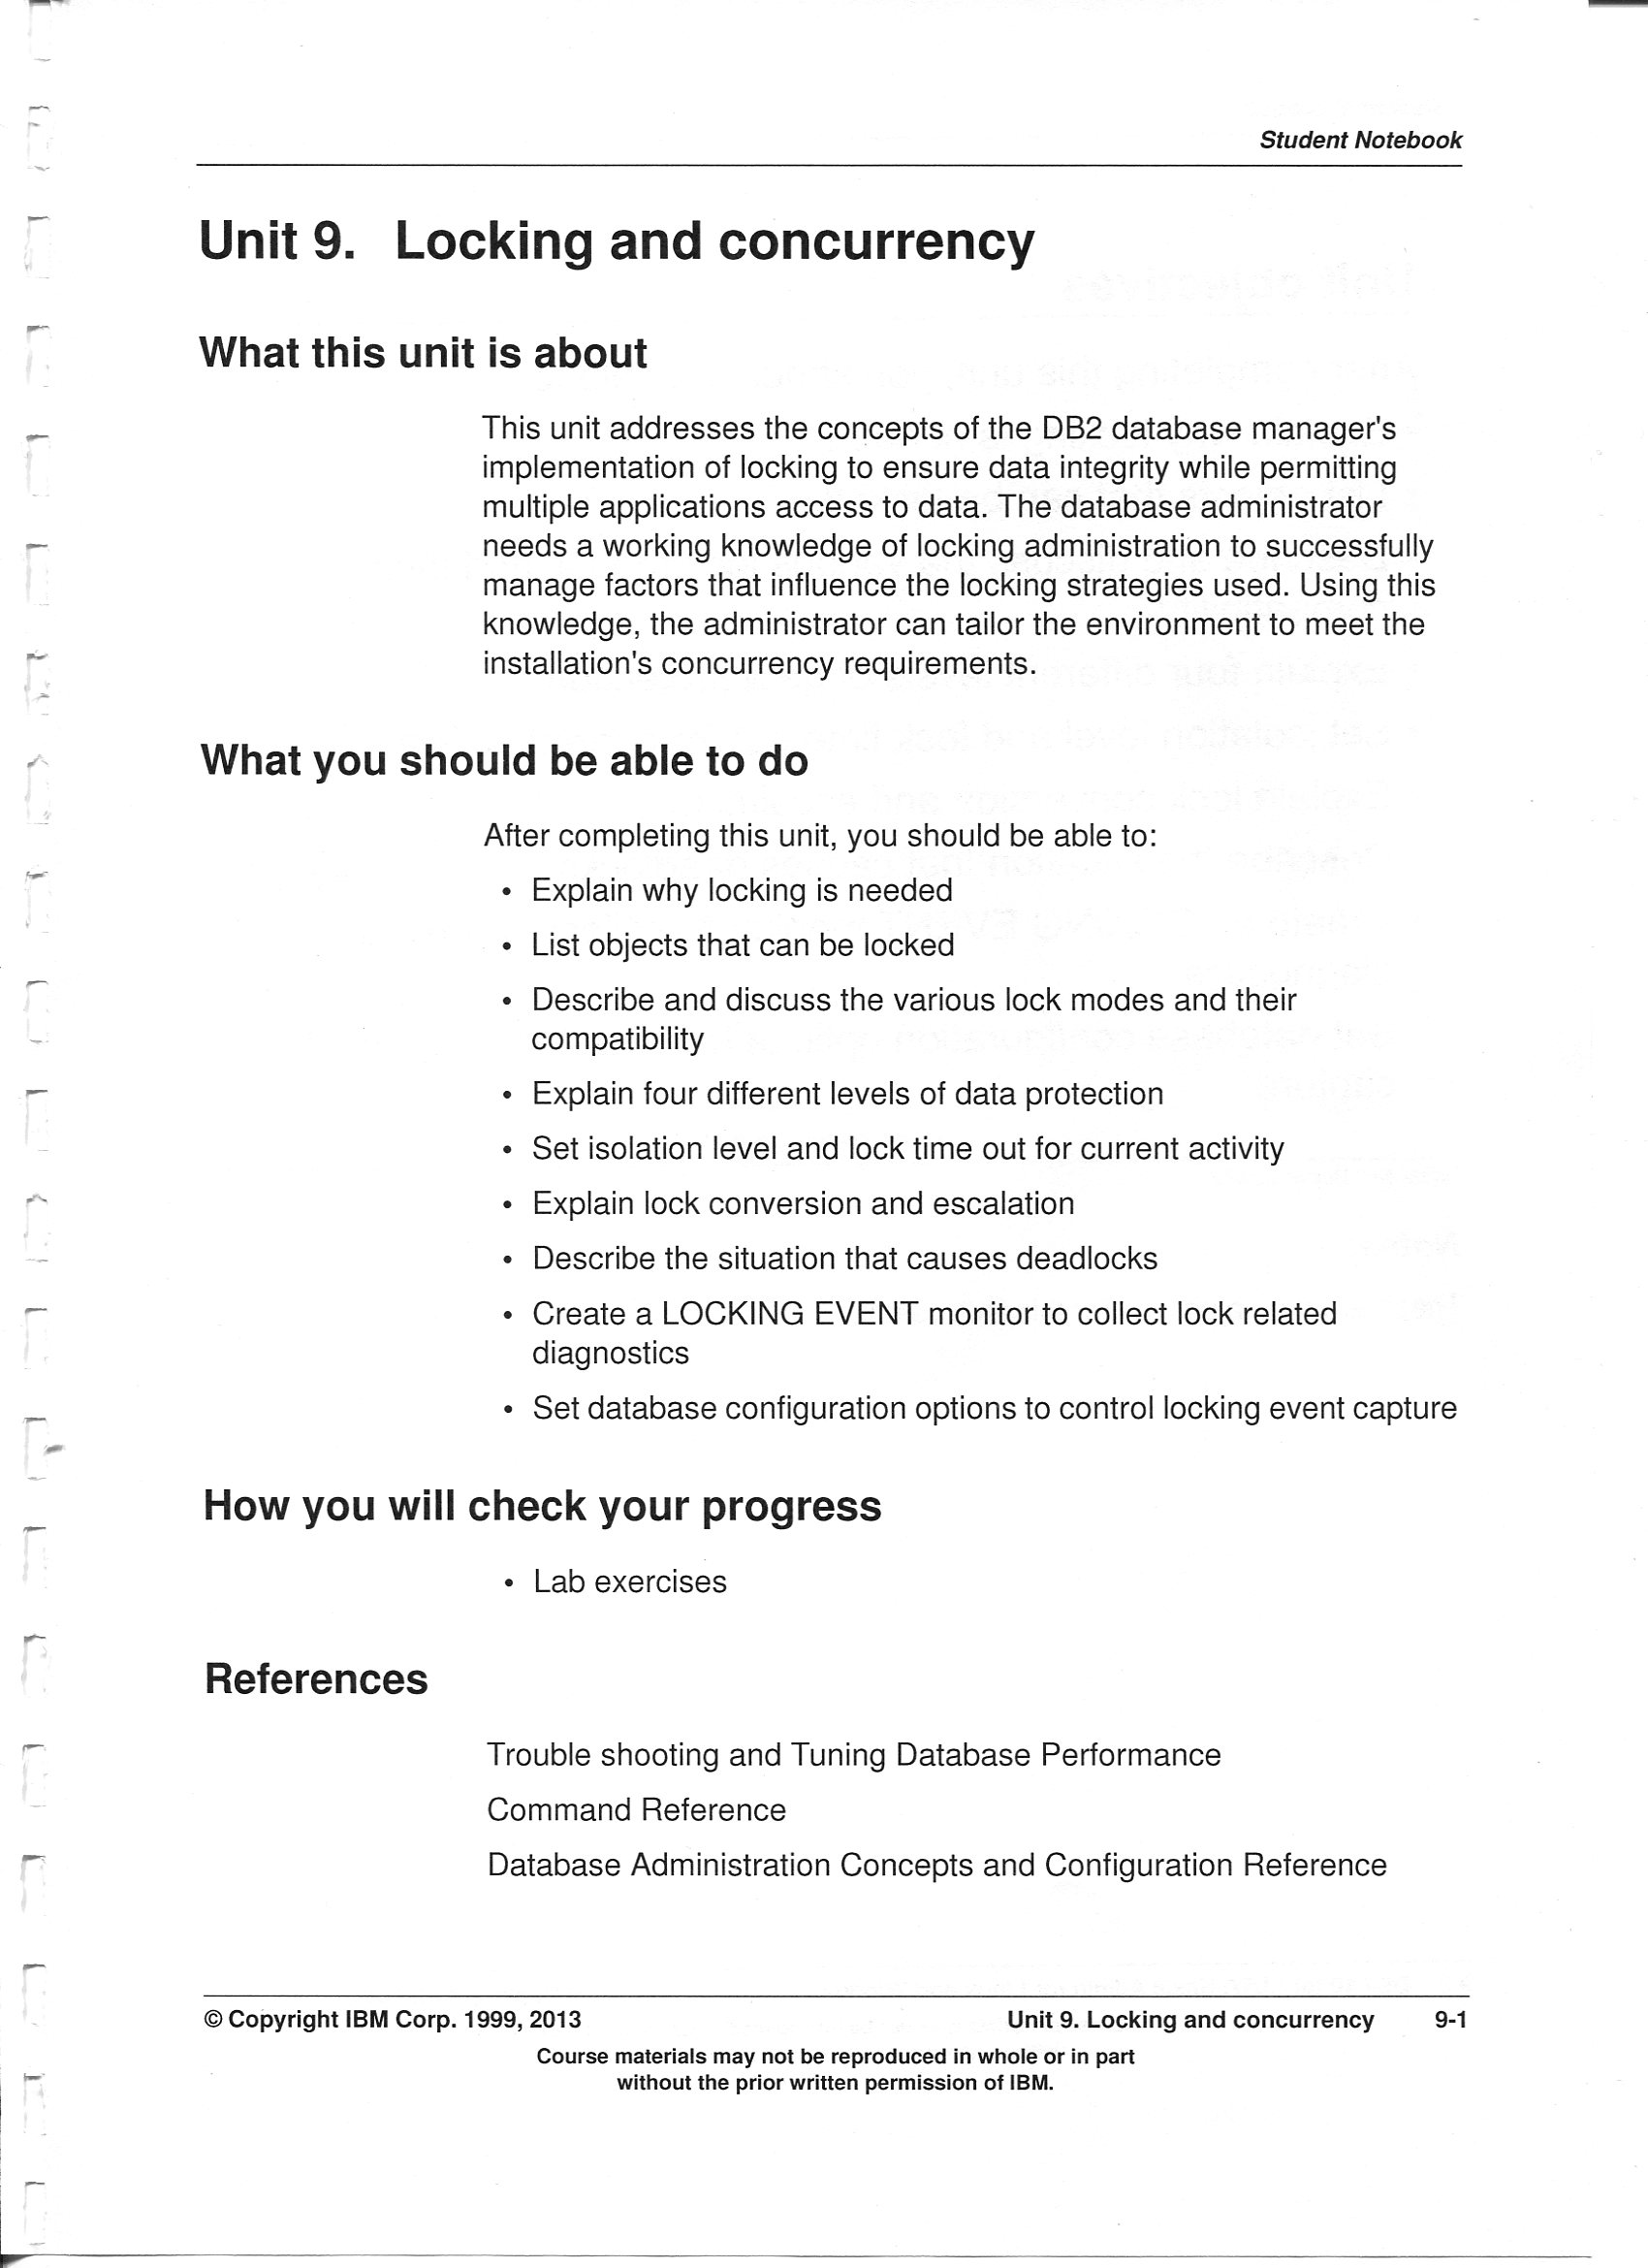 Student Notebook
Unit 9. Locking and concurrency
What this unit is about
This unit addresses the concepts of the DB2 database manager's
implementation of locking to ensure data integrity while permitting
multiple applications access to data. The database administrator
needs a working knowledge of locking administration to successfully
manage factors that influence the locking strategies used. Using this
knowledge, the administrator can tailor the environment to meet the
installation's concurrency requirements.
What you should be able to do
After completing this unit, you should be able to:
• Explain why locking is needed
• List objects that can be locked
• Describe and discuss the various lock modes and their
compatibility
• Explain four different levels of data protection
• Set isolation level and lock time out for current activity
• Explain lock conversion and escalation
• Describe the situation that causes deadlocks
• Create a LOCKING EVENT monitor to collect lock related
diagnostics
• Set database configuration options to control locking event capture
How you will check your progress
• Lab exercises
References
Trouble shooting and Tuning Database Performance
Command Reference
Database Administration Concepts and Configuration Reference
© Copyright IBM Corp. 1999, 2013 Unit 9. Locking and concurrency 9-1
Course materials may not be reproduced in whole or in part
without the prior written permission of IBM.